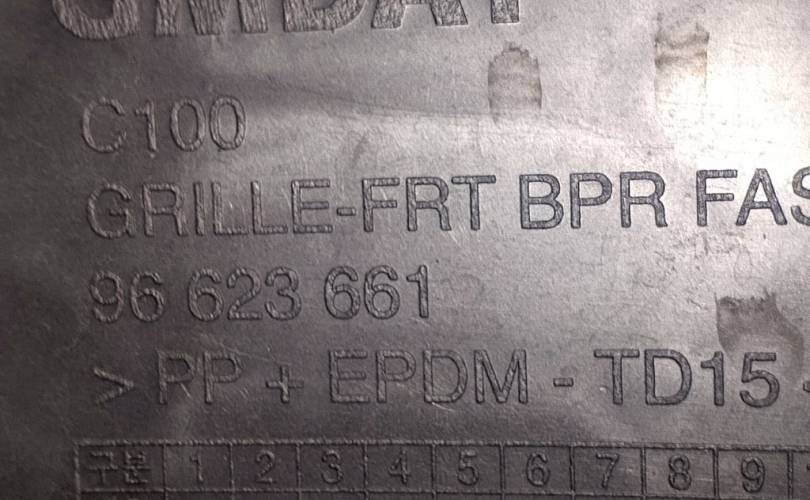 GMDAT
C100
GRILLE-FRT BPR FAS
96 623 661
> PP + EPDM - TD15
구분 1 2 3 4 5 6 7 8 9